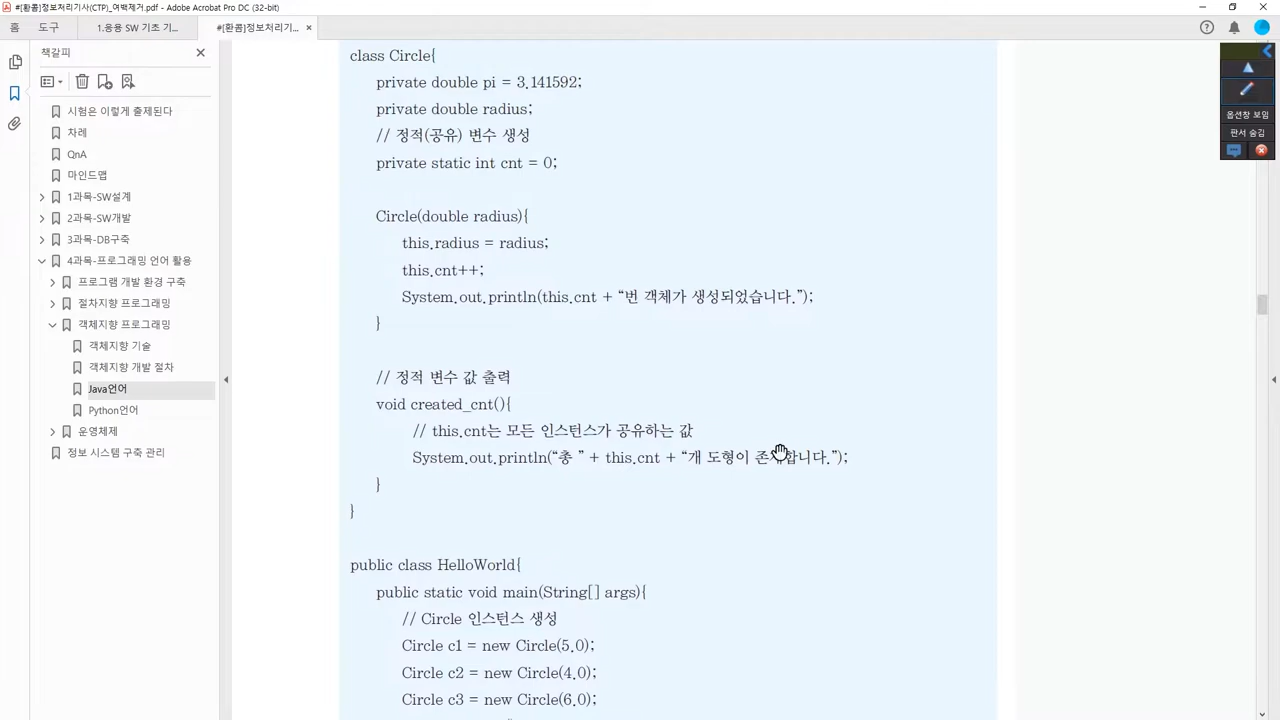 #[환콤]정보처리기사(CTP)_여백제거.pdf - Adobe Acrobat Pro DC (32-bit)
홈 도구 1.응용 SW 기초 기... #[환콤]정보처리기... ×
책갈피
시험은 이렇게 출제된다
차례
QnA
마인드맵
1과목-SW설계
2과목-SW개발
3과목-DB구축
4과목-프로그래밍 언어 활용
프로그램 개발 환경 구축
절차지향 프로그래밍
객체지향 프로그래밍
객체지향 기술
객체지향 개발 절차
Java언어
Python언어
운영체제
정보 시스템 구축 관리
class Circle{
private double pi = 3.141592;
private double radius;
// 정적(공유) 변수 생성
private static int cnt = 0;
Circle(double radius){
this.radius = radius;
this.cnt++;
System.out.println(this.cnt + “번 객체가 생성되었습니다.”);
}
// 정적 변수 값 출력
void created_cnt(){
// this.cnt는 모든 인스턴스가 공유하는 값
System.out.println(“총 ” + this.cnt + “개 도형이 존재합니다.”);
}
}
public class HelloWorld{
public static void main(String[] args){
// Circle 인스턴스 생성
Circle c1 = new Circle(5.0);
Circle c2 = new Circle(4.0);
Circle c3 = new Circle(6.0);
옵션창 보임
판서 숨김